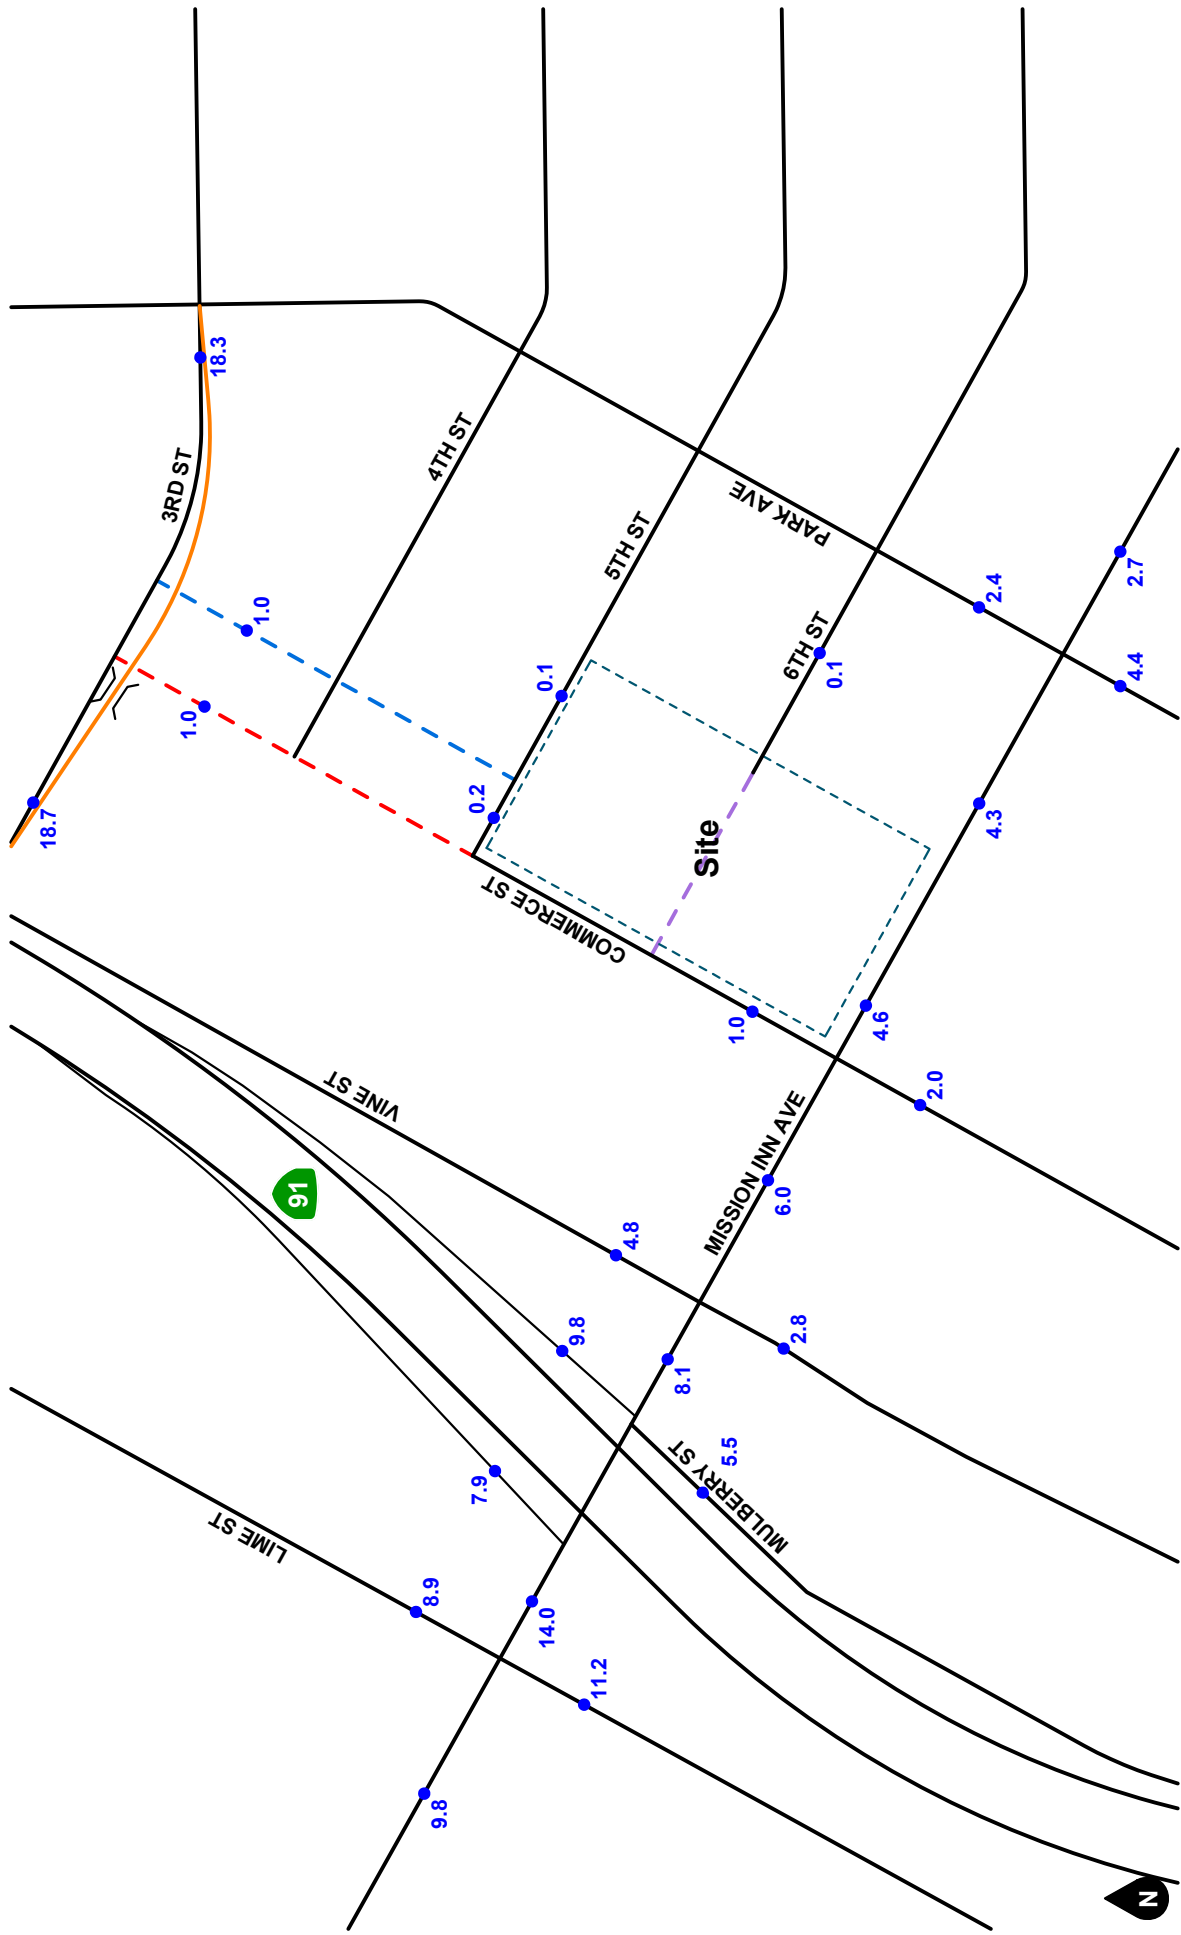 18.3
3RD ST
4TH ST
5TH ST
PARK AVE
2.7
2.4
1.0
6TH ST
0.1
0.1
4.4
1.0
18.7
0.2
Site
4.3
COMMERCE ST
1.0
4.6
VINE ST
2.0
MISSION INN AVE
91
6.0
4.8
9.8
2.8
8.1
5.5
MULBERRY ST
7.9
LIME ST
8.9
14.0
11.2
9.8
N